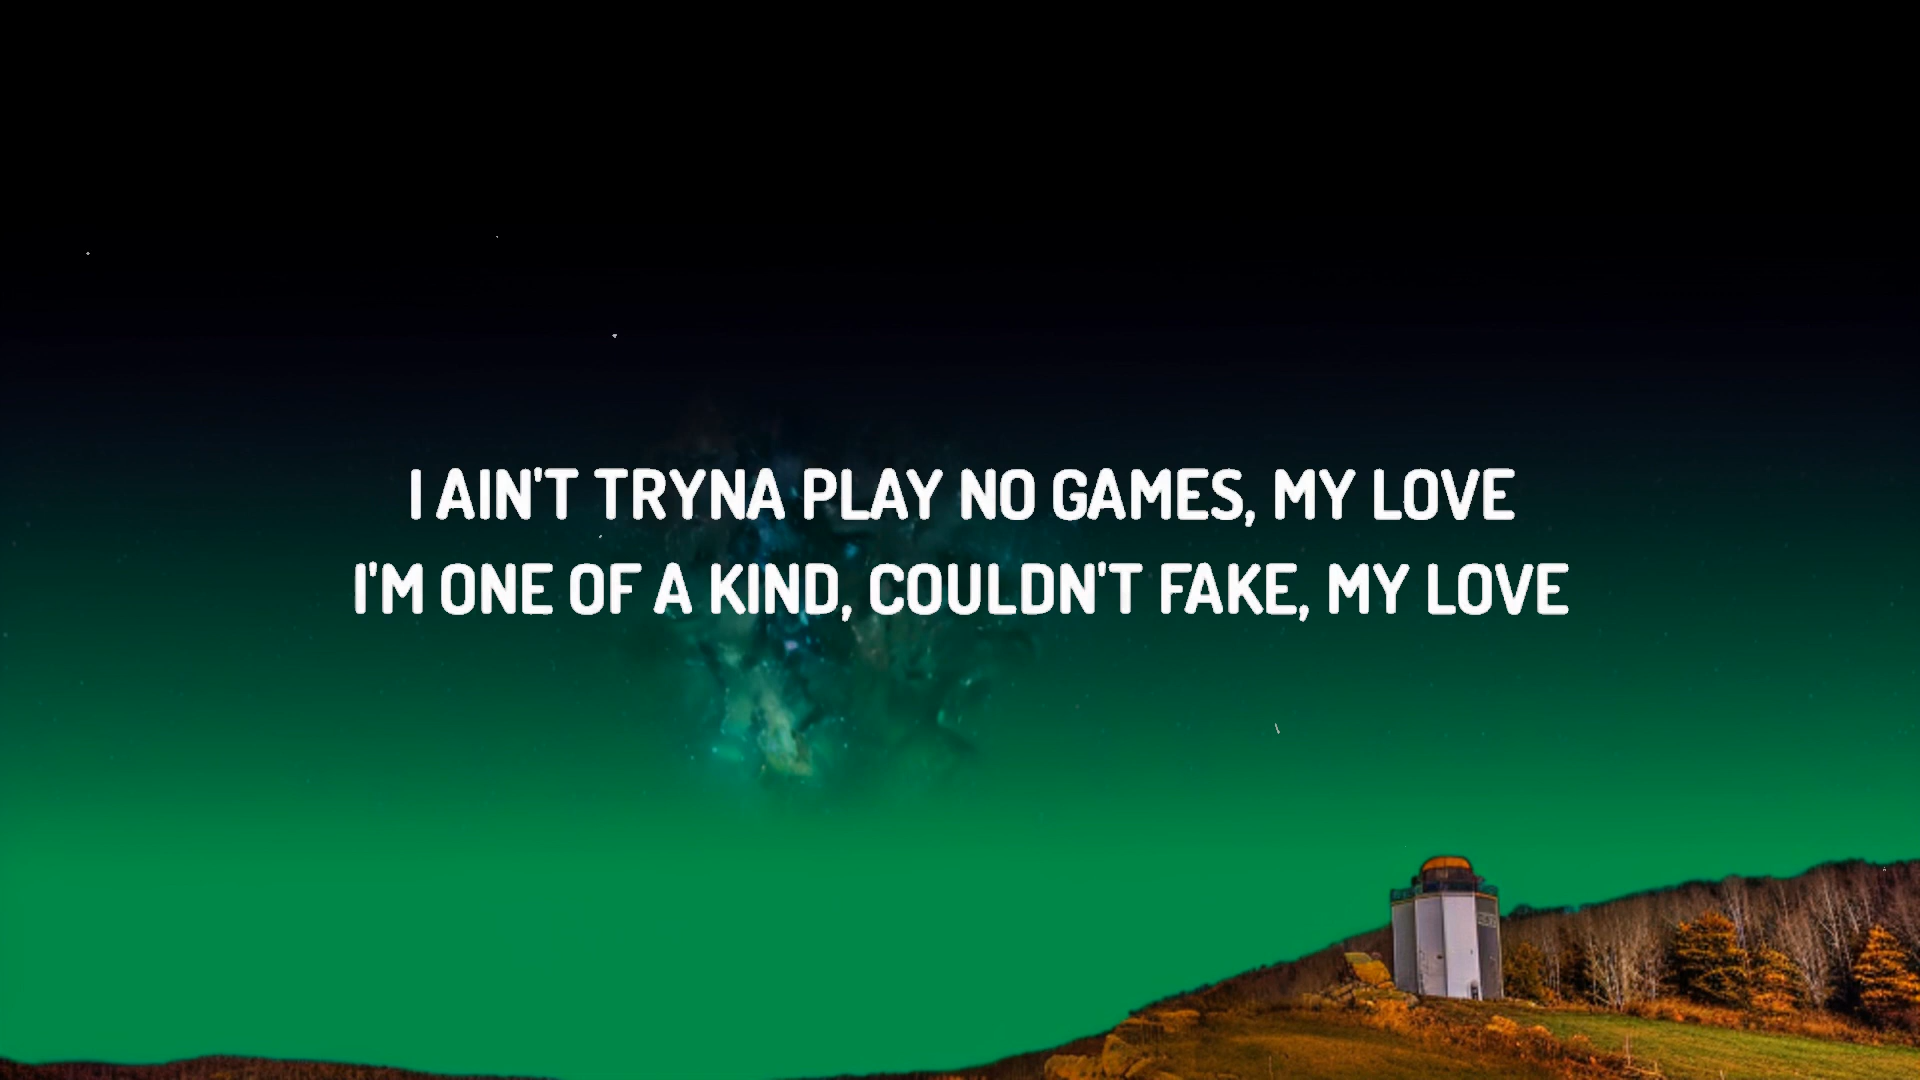 I AIN'T TRYNA PLAY NO GAMES, MY LOVE
I'M ONE OF A KIND, COULDN'T FAKE, MY LOVE